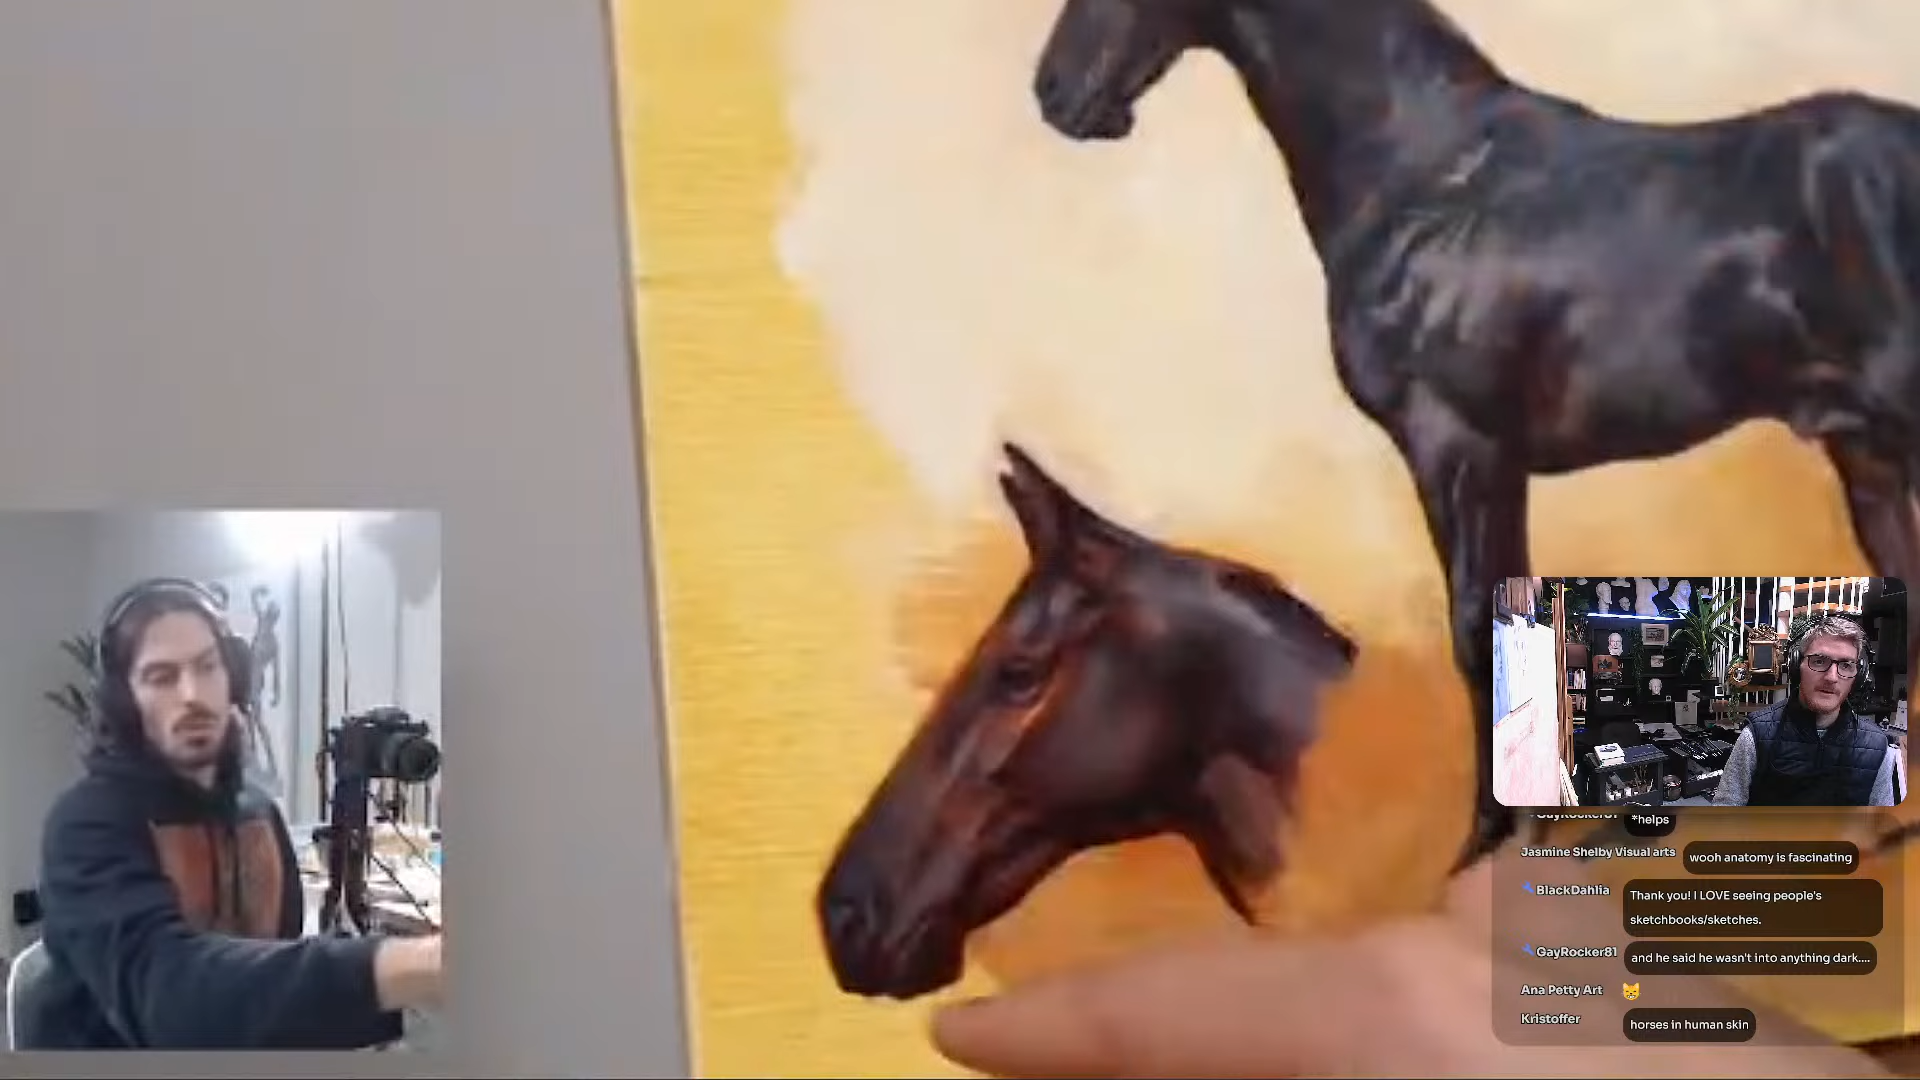 *helps
Jasmine Shelby Visual arts wooh anatomy is fascinating
BlackDahlia Thank you! I LOVE seeing people's
sketchbooks/sketches.
GayRocker81 and he said he wasn't into anything dark....
Ana Petty Art 😼
Kristoffer horses in human skin